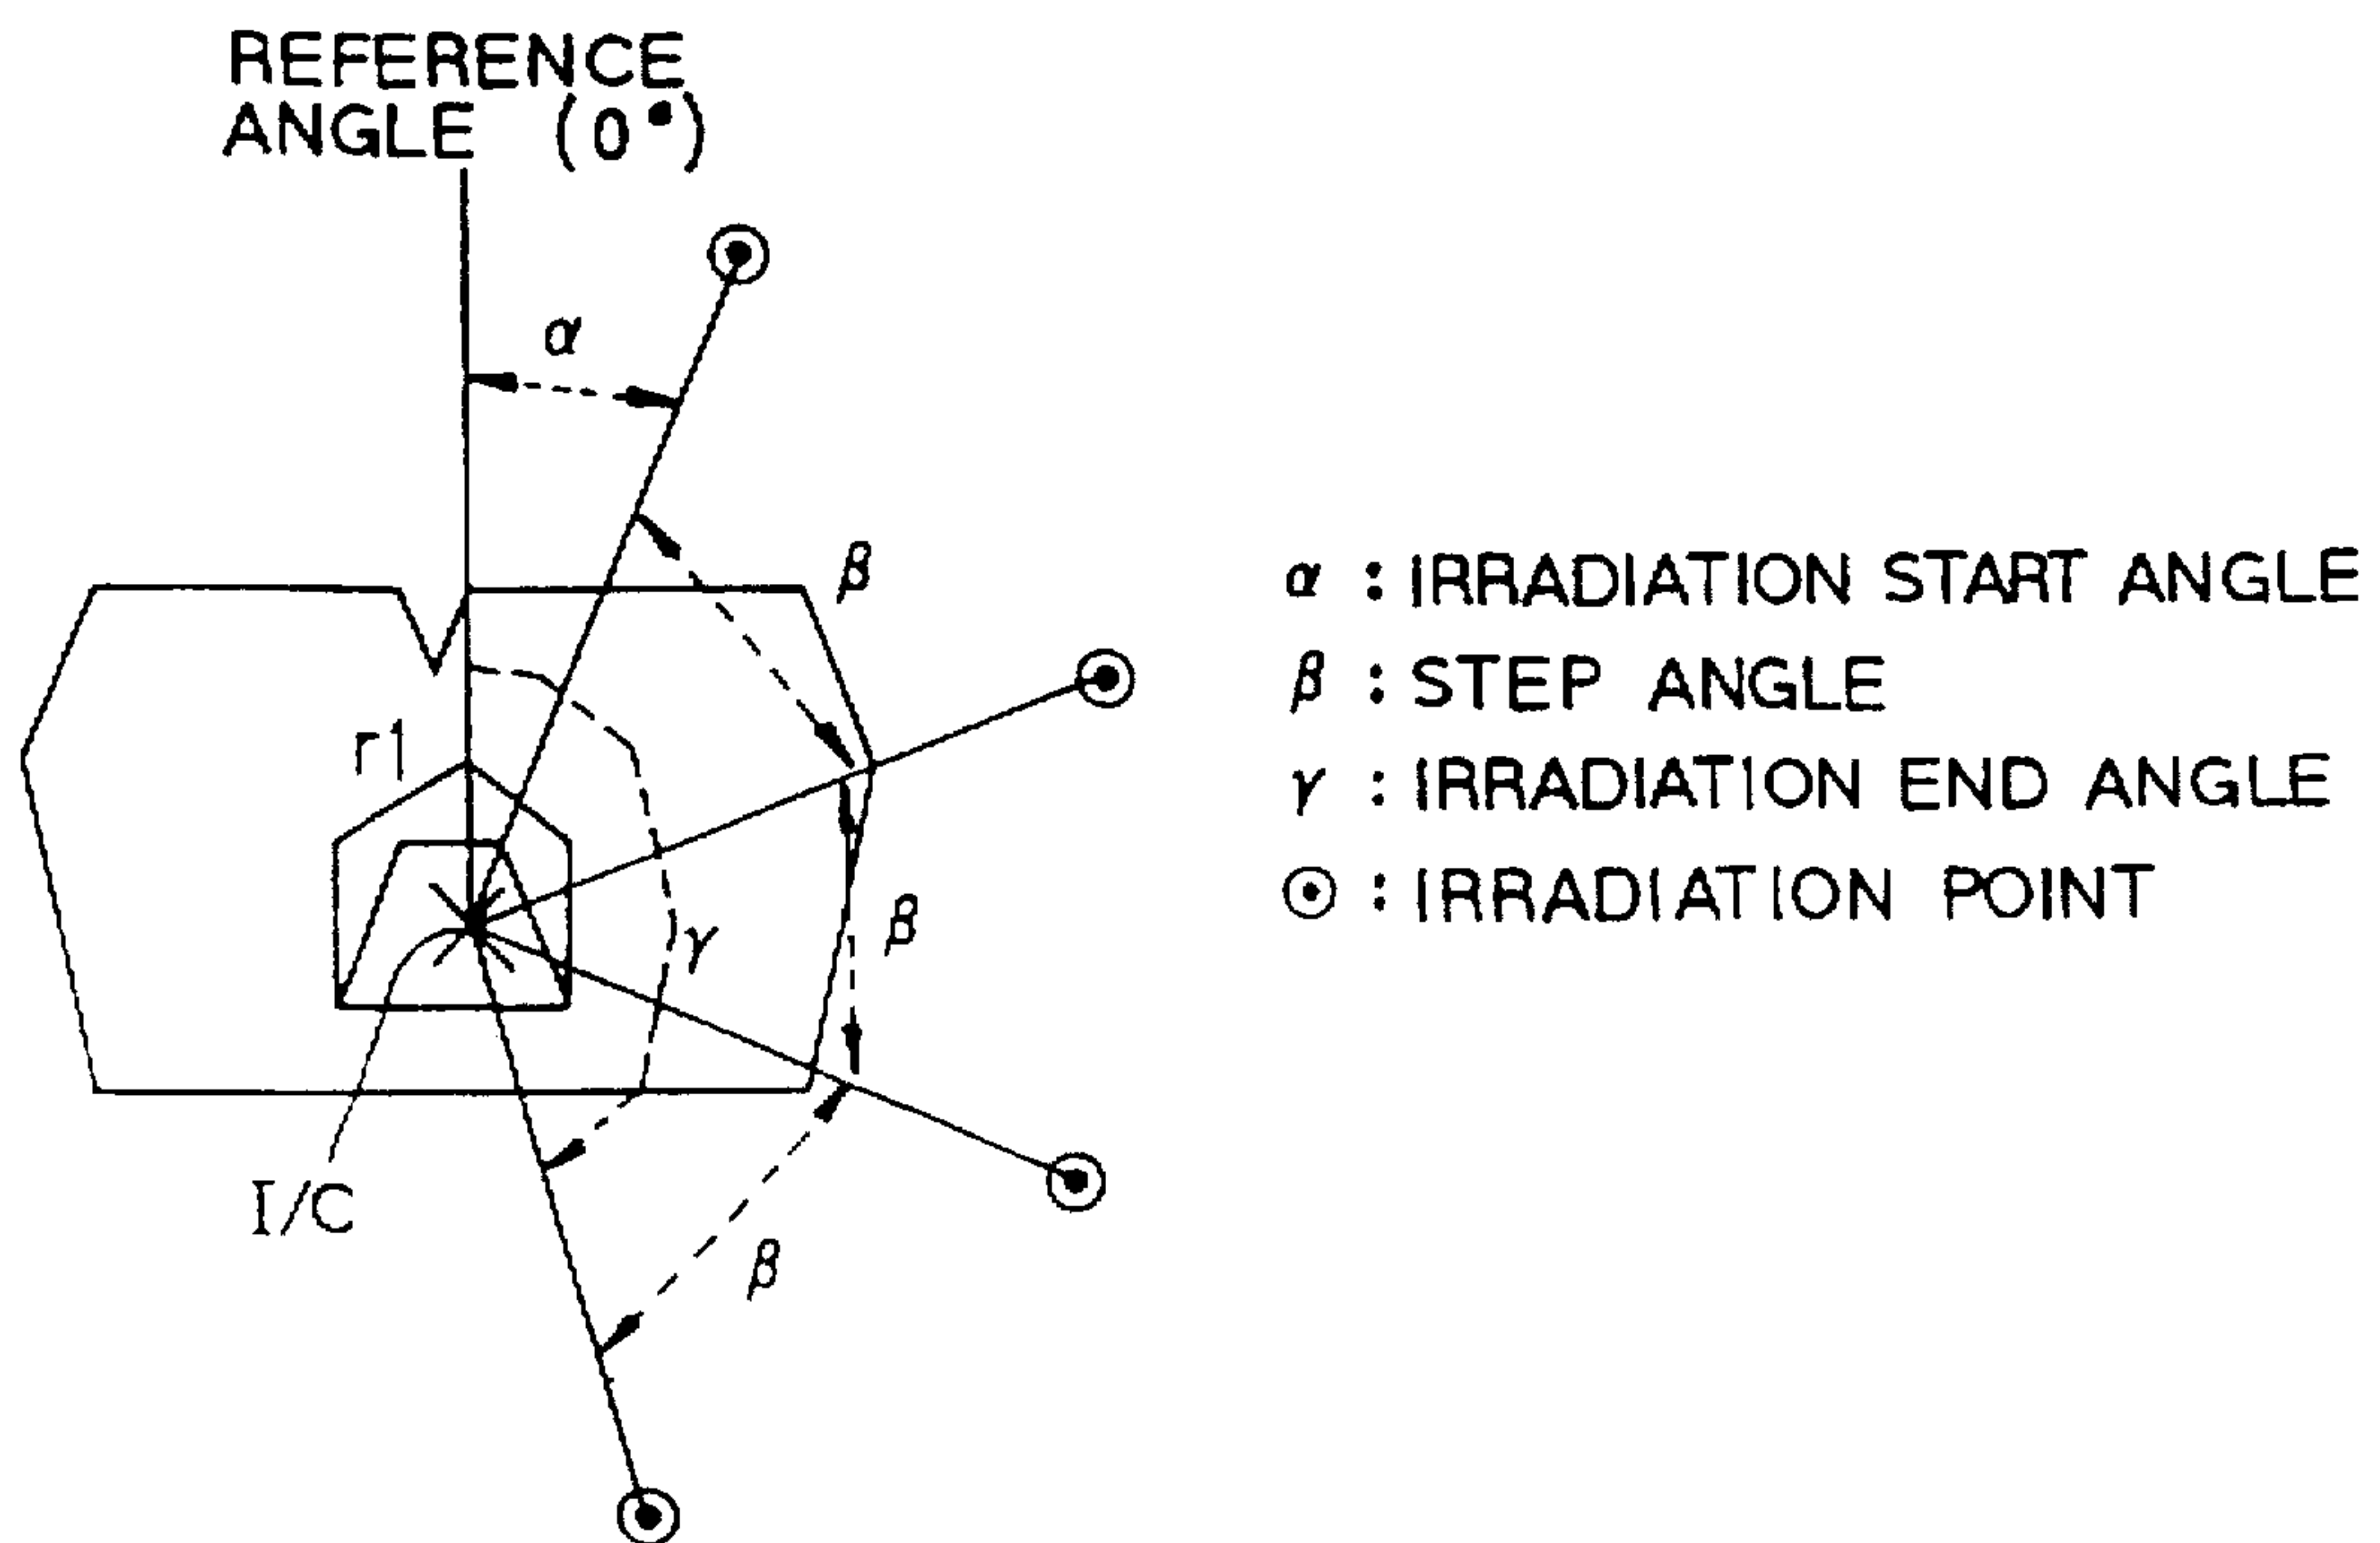 REFERENCE
ANGLE (0°)
α
β
r1
γ
β
I/C
β
α : IRRADIATION START ANGLE
β : STEP ANGLE
γ : IRRADIATION END ANGLE
⊙ : IRRADIATION POINT